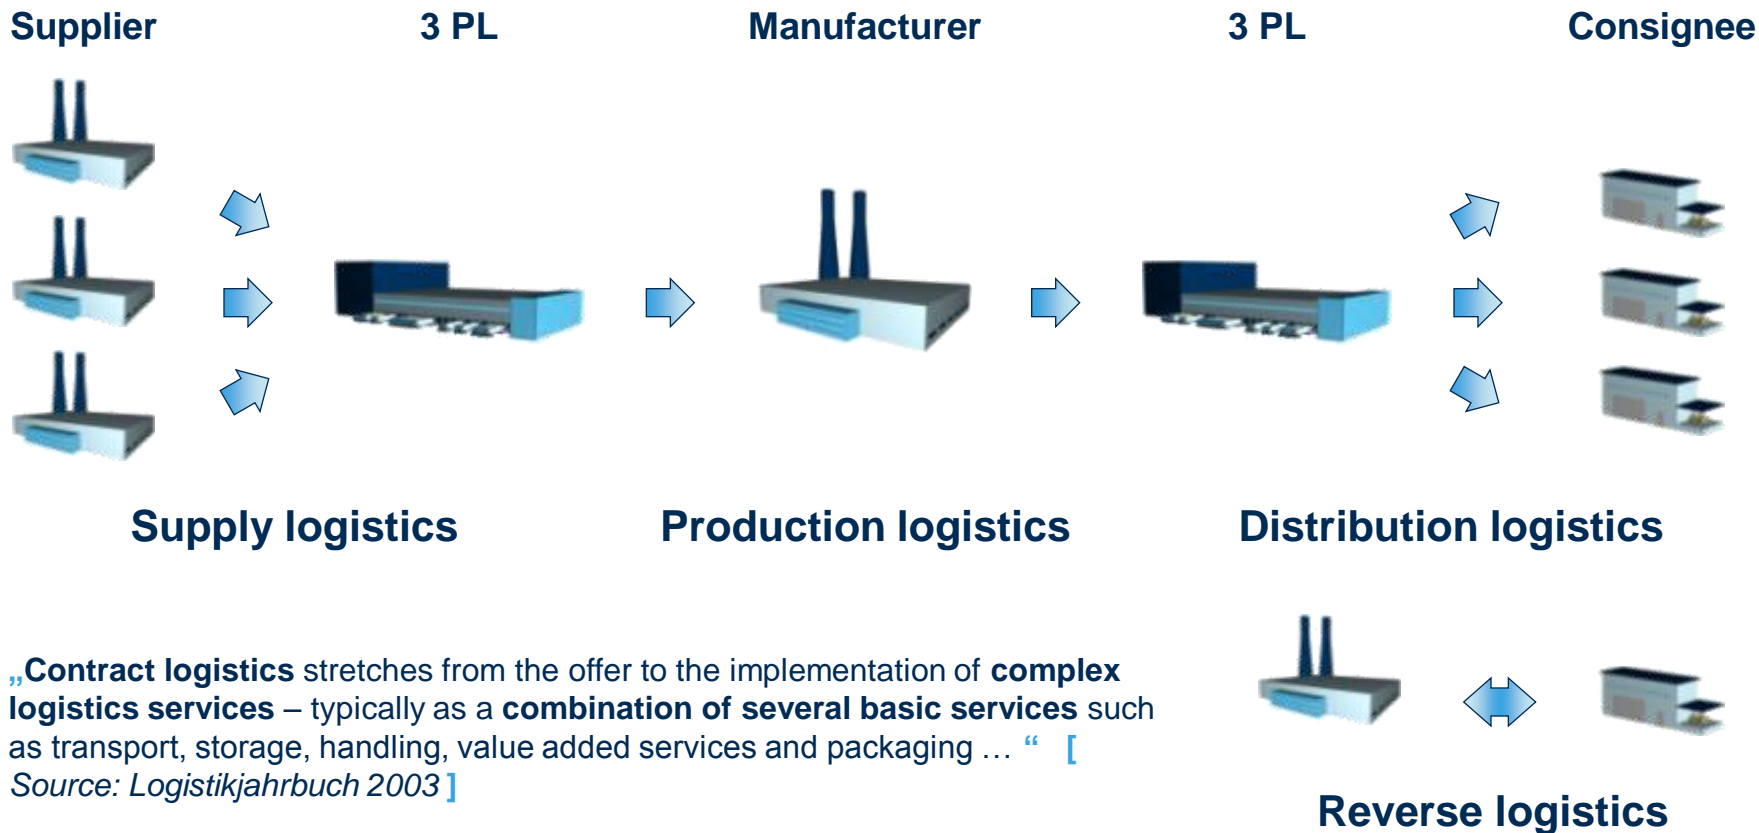 Supplier 3 PL Manufacturer 3 PL Consignee
Supply logistics Production logistics Distribution logistics
„Contract logistics stretches from the offer to the implementation of complex
logistics services – typically as a combination of several basic services such
as transport, storage, handling, value added services and packaging … “ [
Source: Logistikjahrbuch 2003 ]
Reverse logistics